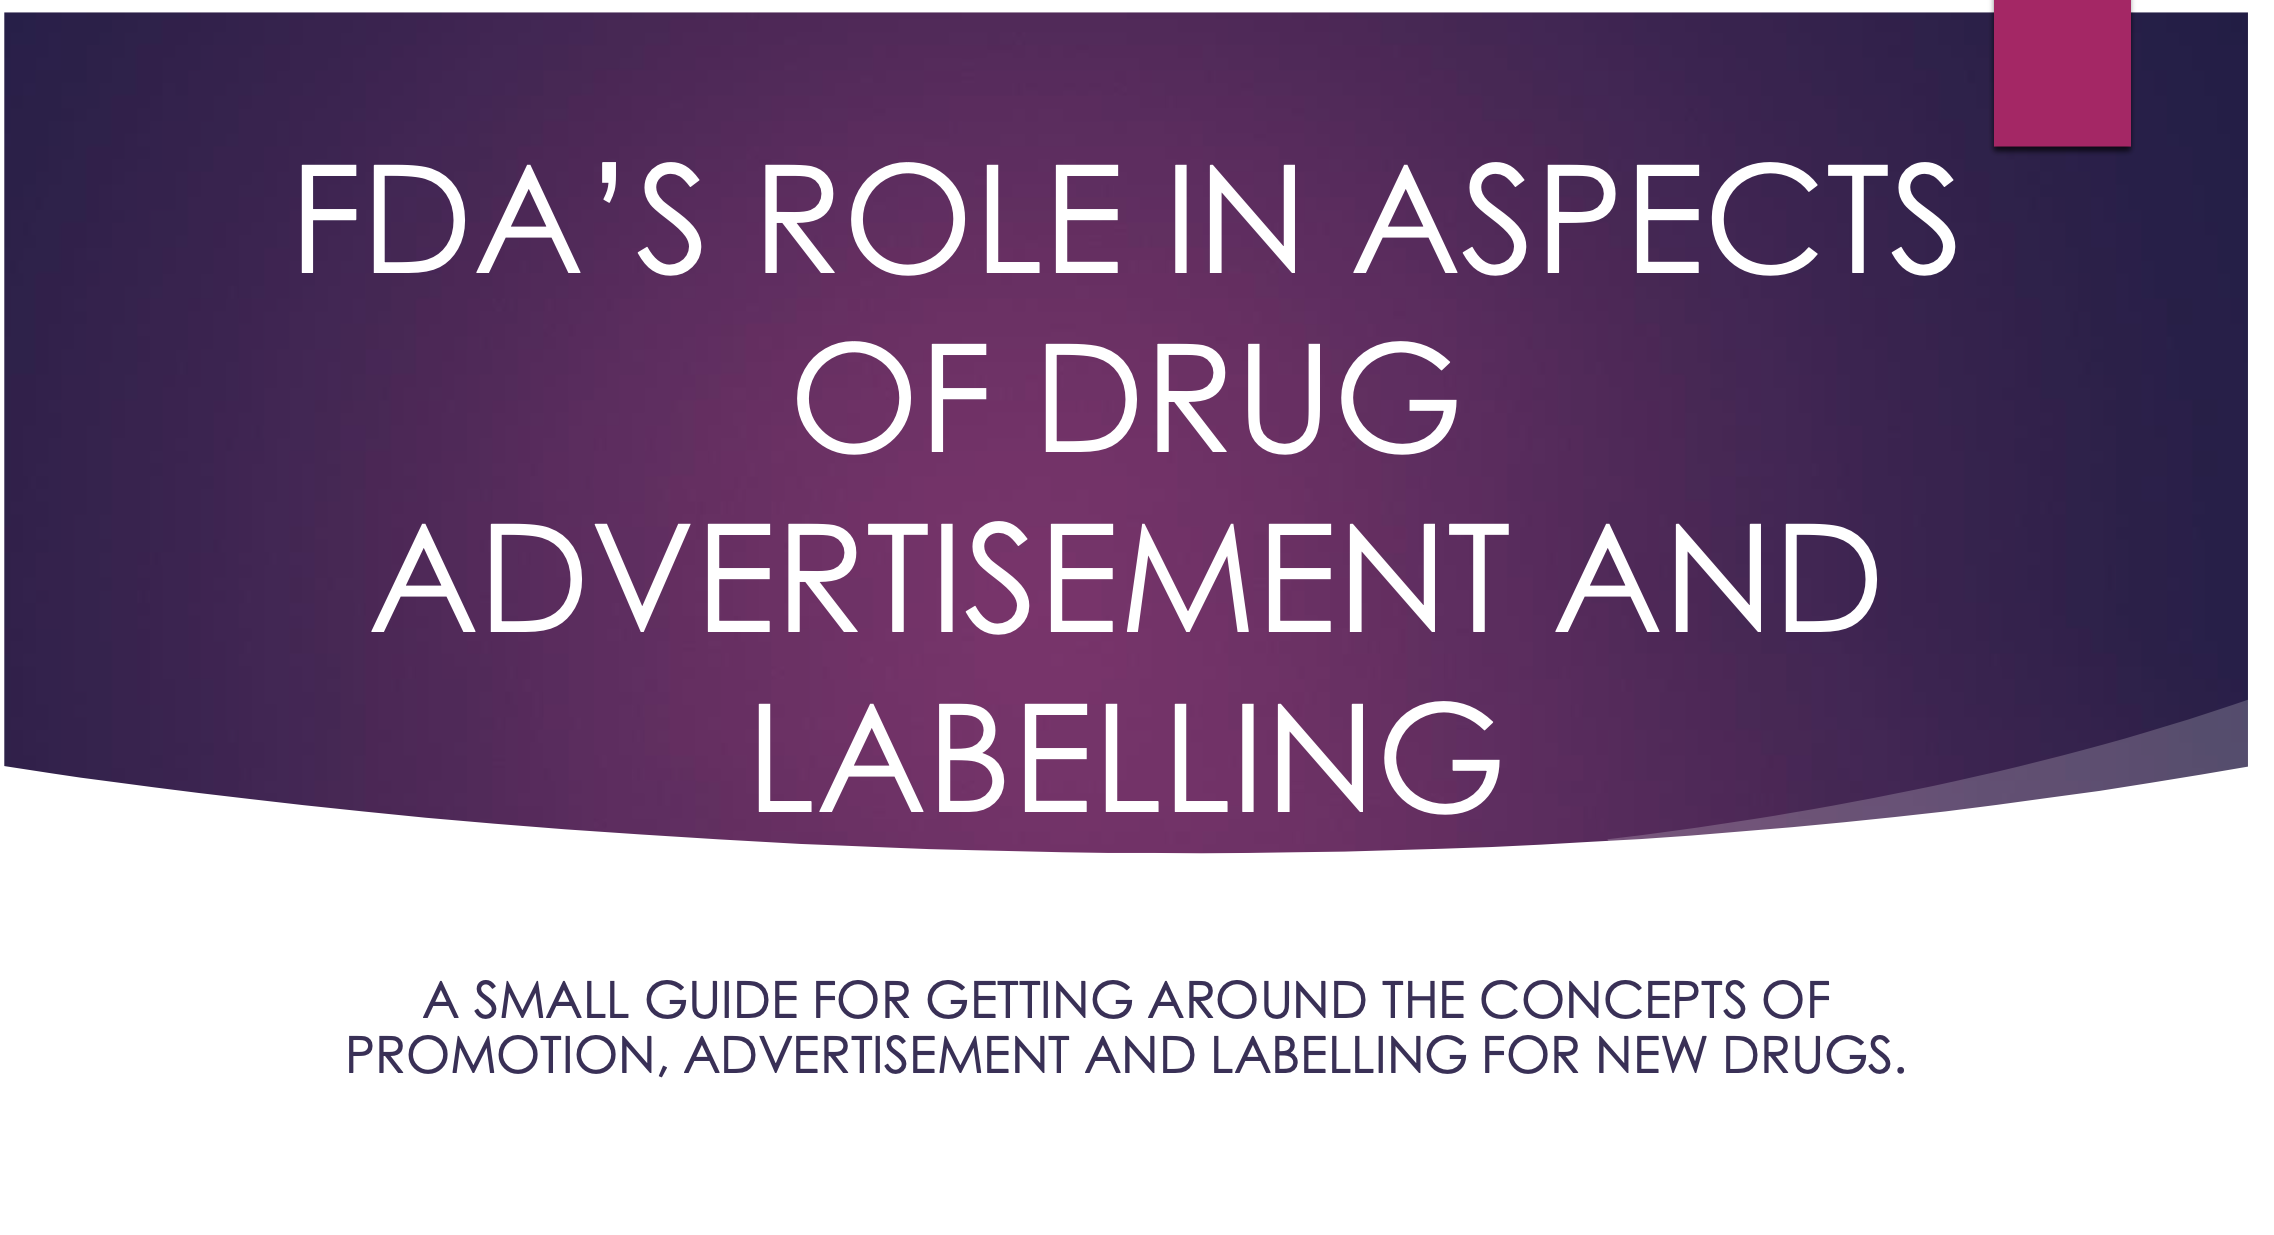 FDA’S ROLE IN ASPECTS
OF DRUG
ADVERTISEMENT AND
LABELLING
A SMALL GUIDE FOR GETTING AROUND THE CONCEPTS OF
PROMOTION, ADVERTISEMENT AND LABELLING FOR NEW DRUGS.